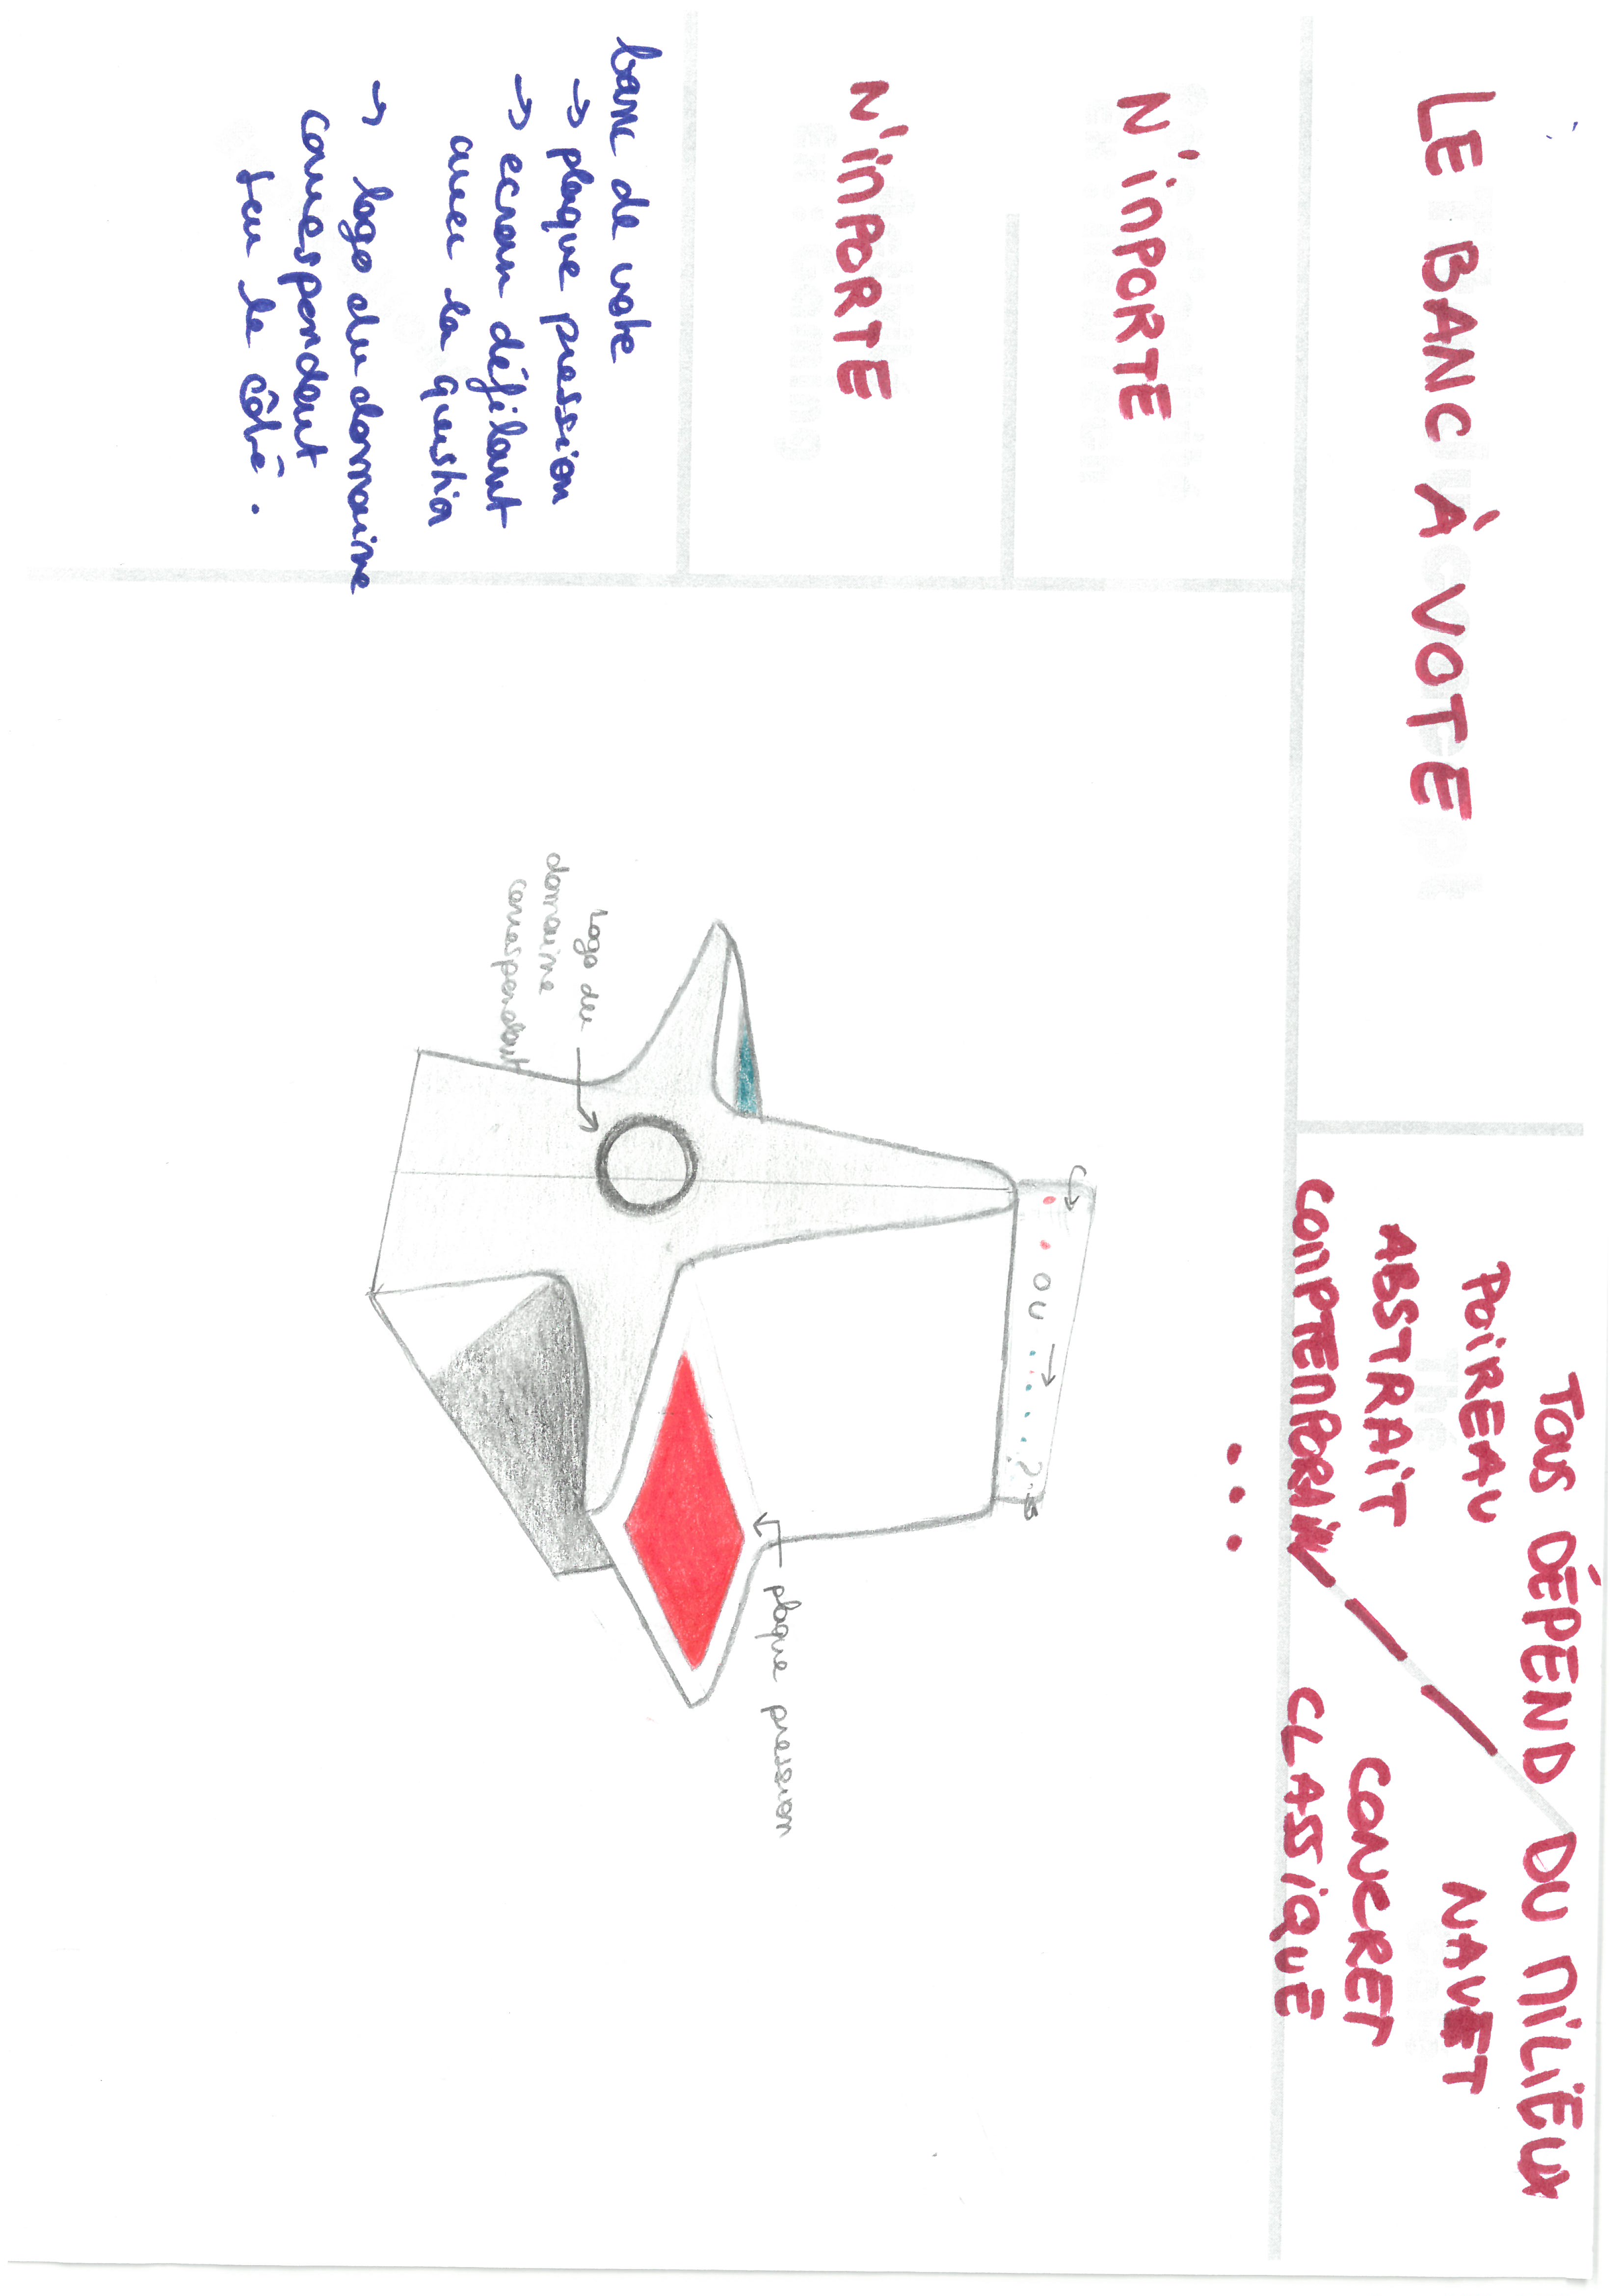 LE BANC À VOTE
TOUS DÉPEND DU MILIEUX
POIREAU
NAVET
ABSTRAIT
CONCRET
CONTEMPORAIN
CLASSIQUE
...
N'iMPORTE
N'iMPORTE
banc de vote
→ plaque pression
→ ecran défilant
avec la question
→ logo du domaine
correspondant
sur le côté.
OU → ?
plaque pression
logo du
domaine
correspondant